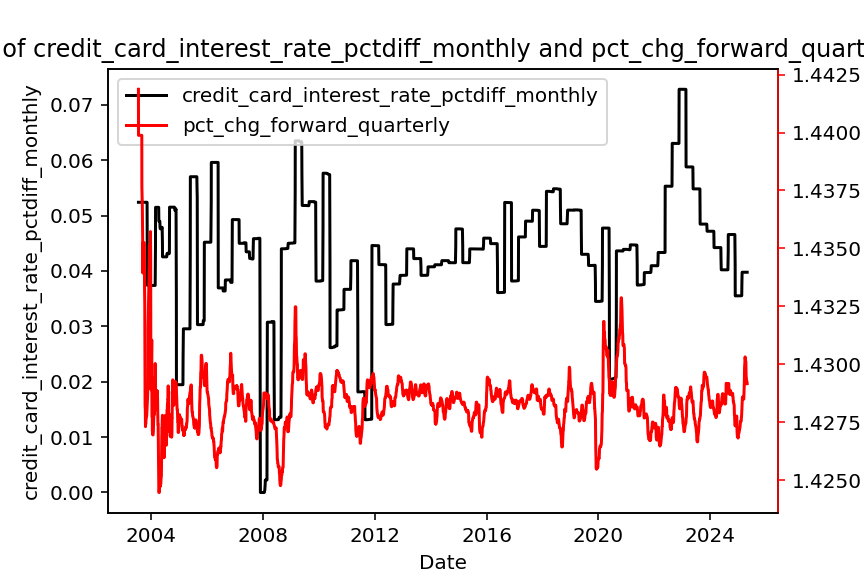 of credit_card_interest_rate_pctdiff_monthly and pct_chg_forward_quart
credit_card_interest_rate_pctdiff_monthly
pct_chg_forward_quarterly
credit_card_interest_rate_pctdiff_monthly
0.07
0.06
0.05
0.04
0.03
0.02
0.01
0.00
1.4425
1.4400
1.4375
1.4350
1.4325
1.4300
1.4275
1.4250
2004 2008 2012 2016 2020 2024
Date